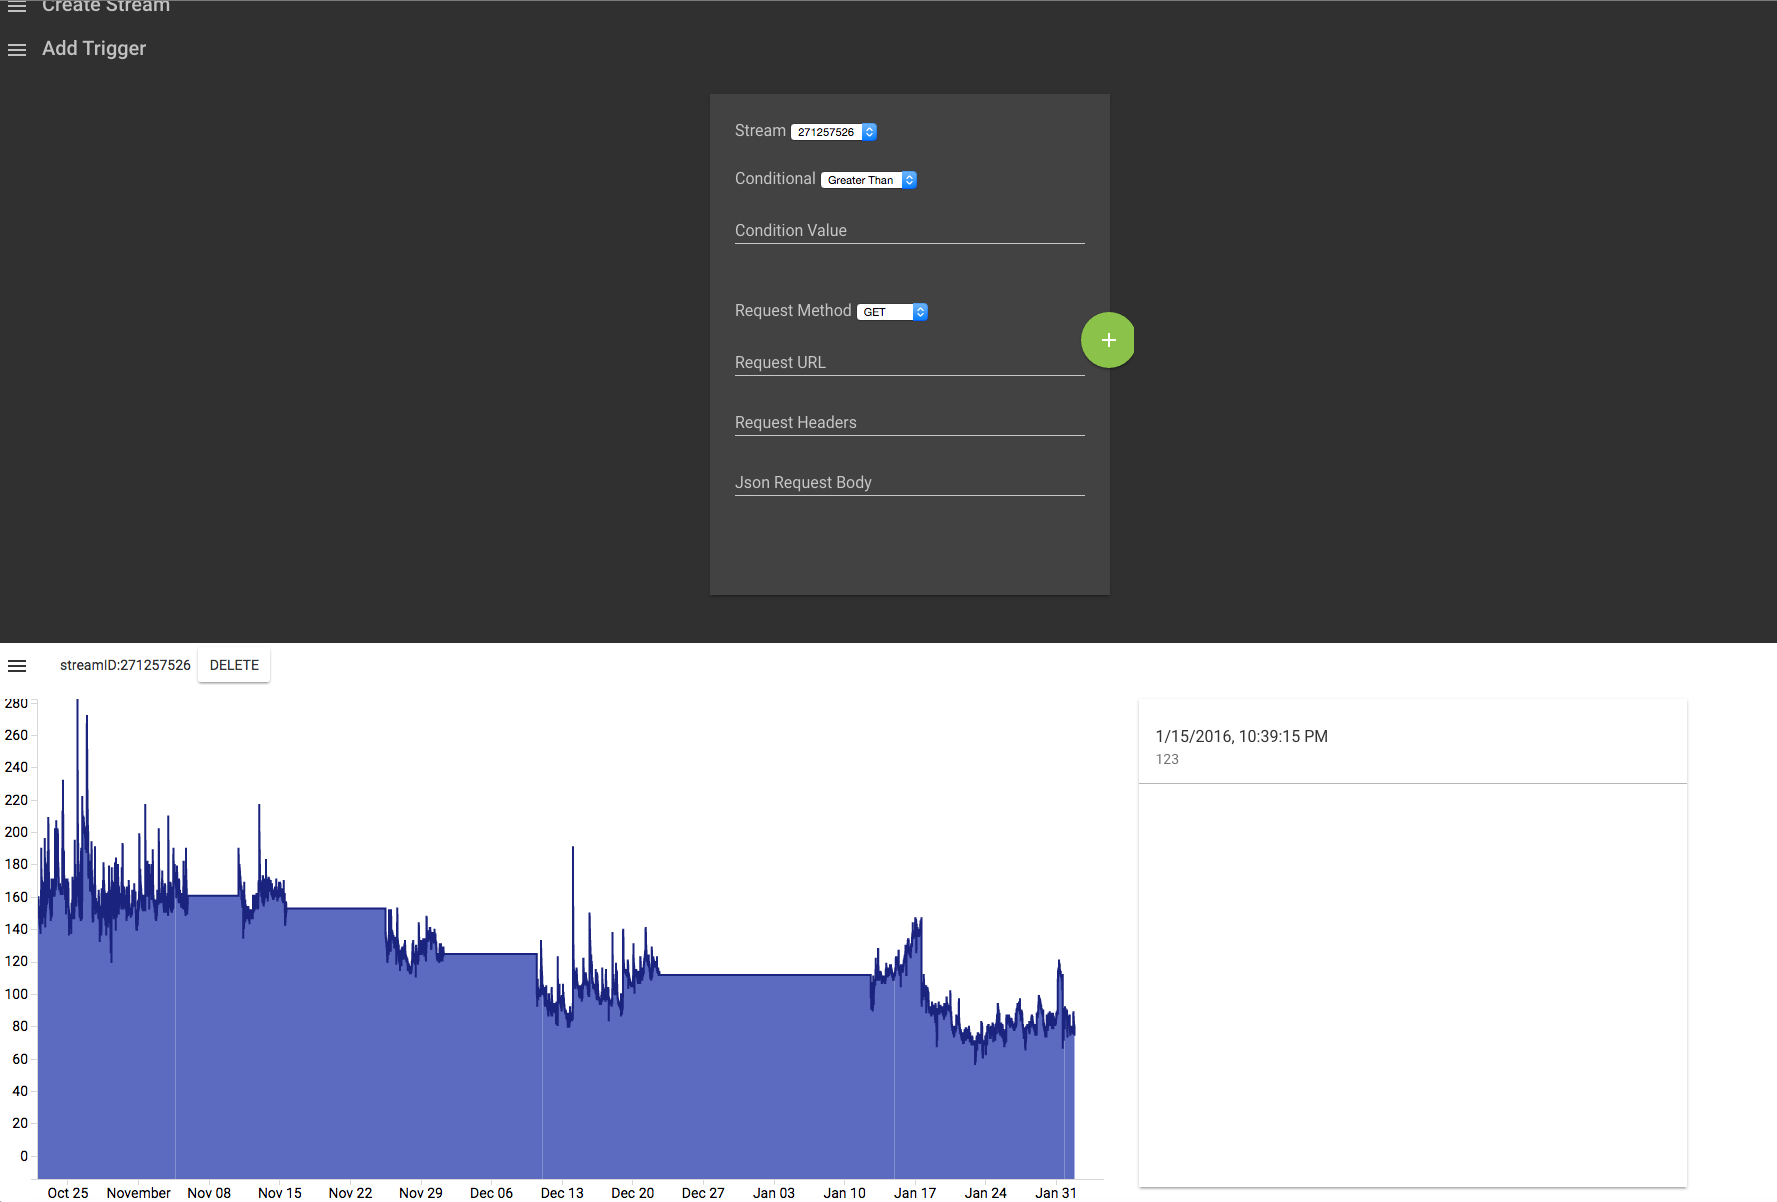 Create Stream
Add Trigger
Stream 271257526
Conditional Greater Than
Condition Value
Request Method GET
Request URL
Request Headers
Json Request Body
+
streamID:271257526 DELETE
280
260
240
220
200
180
160
140
120
100
80
60
40
20
0
Oct 25 November Nov 08 Nov 15 Nov 22 Nov 29 Dec 06 Dec 13 Dec 20 Dec 27 Jan 03 Jan 10 Jan 17 Jan 24 Jan 31
1/15/2016, 10:39:15 PM
123